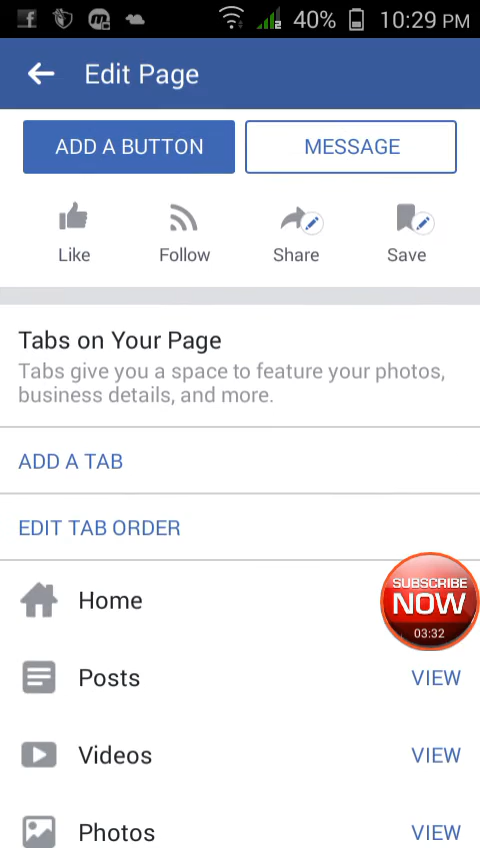 40% 10:29 PM
Edit Page
ADD A BUTTON MESSAGE
Like Follow Share Save
Tabs on Your Page
Tabs give you a space to feature your photos,
business details, and more.
ADD A TAB
EDIT TAB ORDER
Home
SUBSCRIBE
NOW
03:32
Posts VIEW
Videos VIEW
Photos VIEW